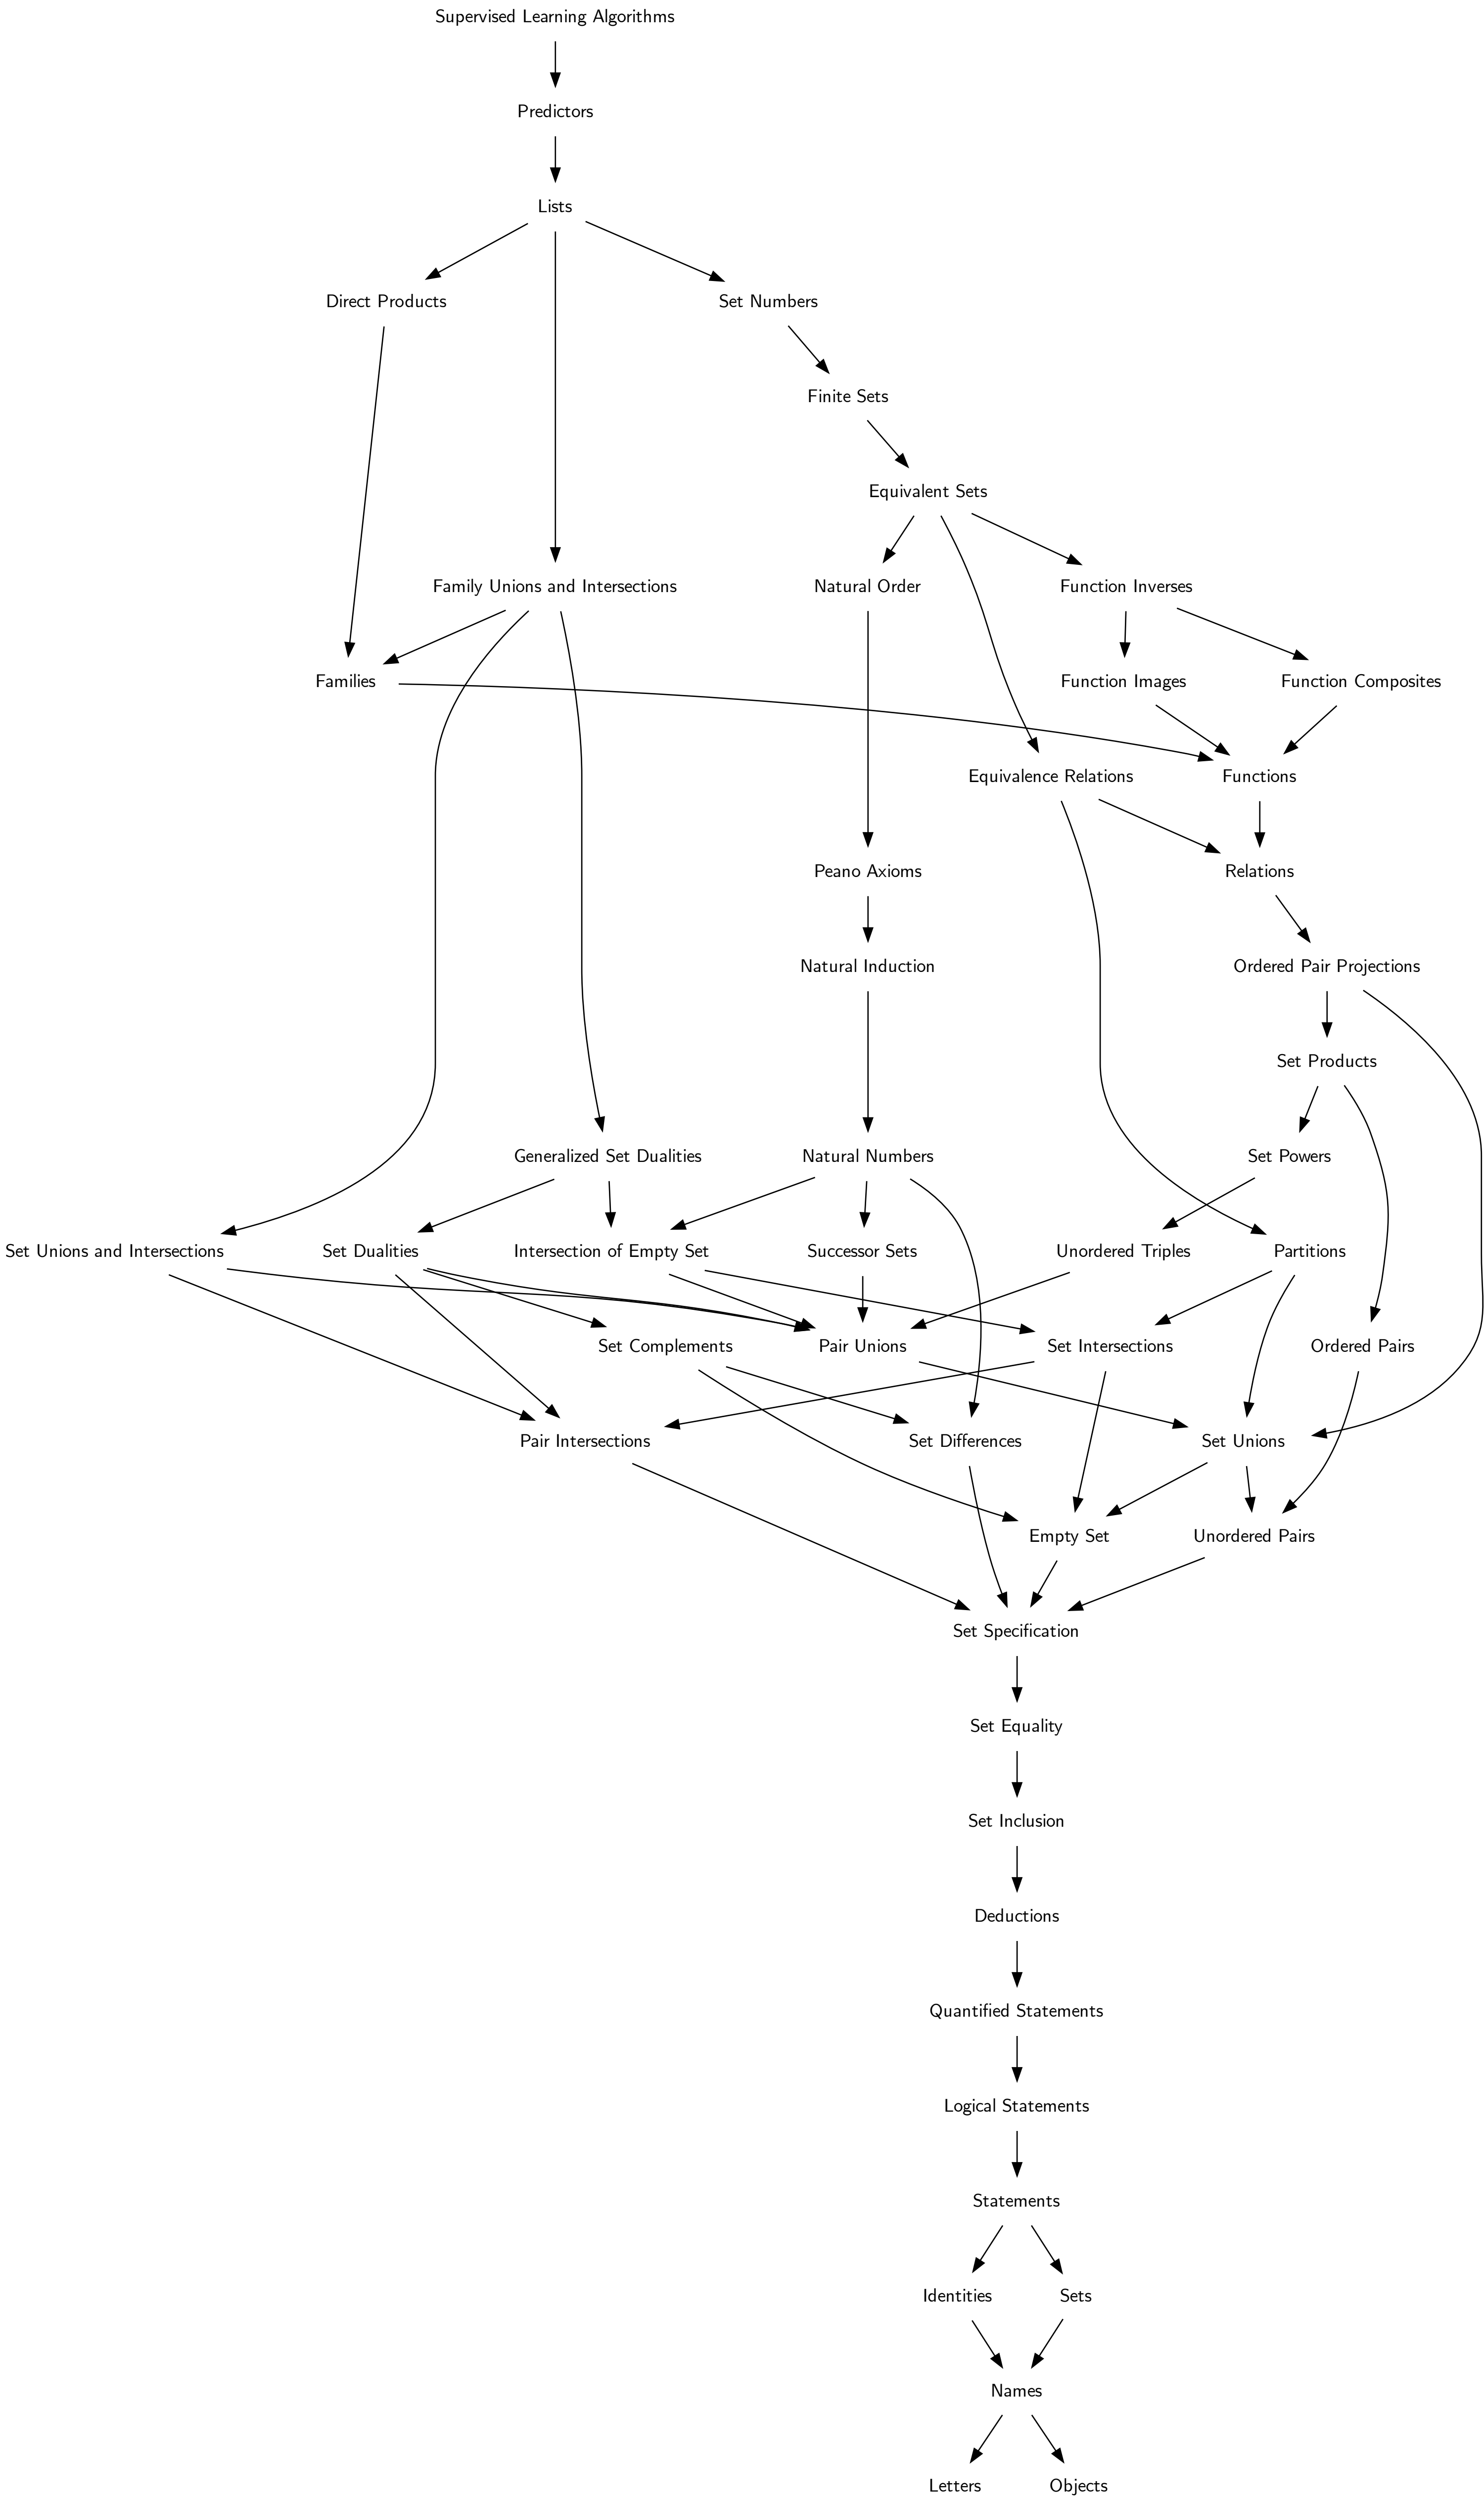 Supervised Learning Algorithms
Predictors
Lists
Direct Products
Set Numbers
Finite Sets
Equivalent Sets
Family Unions and Intersections
Natural Order
Function Inverses
Families
Function Images
Function Composites
Equivalence Relations
Functions
Peano Axioms
Relations
Natural Induction
Ordered Pair Projections
Set Products
Generalized Set Dualities
Natural Numbers
Set Powers
Set Unions and Intersections
Set Dualities
Intersection of Empty Set
Successor Sets
Unordered Triples
Partitions
Set Complements
Pair Unions
Set Intersections
Ordered Pairs
Pair Intersections
Set Differences
Set Unions
Empty Set
Unordered Pairs
Set Specification
Set Equality
Set Inclusion
Deductions
Quantified Statements
Logical Statements
Statements
Identities
Sets
Names
Letters
Objects